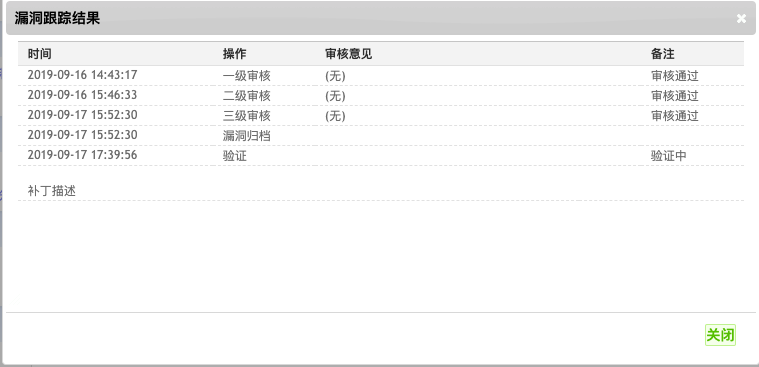 漏洞跟踪结果
时间 操作 审核意见 备注
2019-09-16 14:43:17 一级审核 (无) 审核通过
2019-09-16 15:46:33 二级审核 (无) 审核通过
2019-09-17 15:52:30 三级审核 (无) 审核通过
2019-09-17 15:52:30 漏洞归档
2019-09-17 17:39:56 验证 验证中
补丁描述
关闭